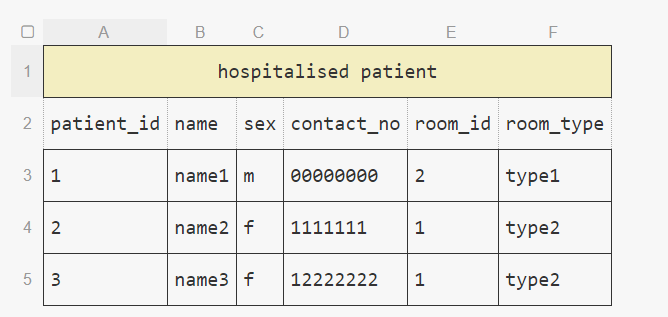 A B C D E F
1 hospitalised patient
2 patient_id name sex contact_no room_id room_type
3 1 name1 m 00000000 2 type1
4 2 name2 f 1111111 1 type2
5 3 name3 f 12222222 1 type2